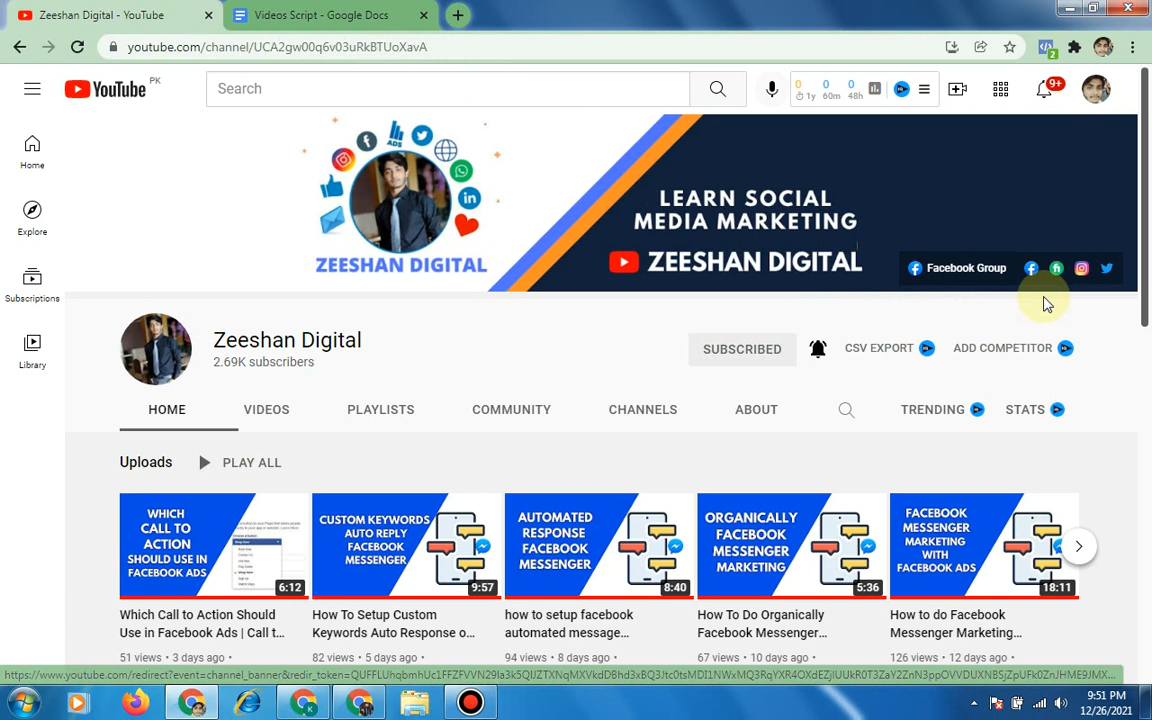 Zeeshan Digital - YouTube
Videos Script - Google Docs
youtube.com/channel/UCA2gw00q6v03uRkBTUoXavA
2
YouTube PK
Search
0 0 0
1y 60m 48h
9+
Home
Explore
Subscriptions
Library
ADS
ZEESHAN DIGITAL
LEARN SOCIAL
MEDIA MARKETING
ZEESHAN DIGITAL
Facebook Group
Zeeshan Digital
2.69K subscribers
SUBSCRIBED
CSV EXPORT
ADD COMPETITOR
HOME
VIDEOS
PLAYLISTS
COMMUNITY
CHANNELS
ABOUT
TRENDING
STATS
Uploads
PLAY ALL
WHICH
CALL TO
ACTION
SHOULD USE IN
FACEBOOK ADS
6:12
CUSTOM KEYWORDS
AUTO REPLY
FACEBOOK
MESSENGER
9:57
AUTOMATED
RESPONSE
FACEBOOK
MESSENGER
8:40
ORGANICALLY
FACEBOOK
MESSENGER
MARKETING
5:36
FACEBOOK
MESSENGER
MARKETING
WITH
FACEBOOK ADS
18:11
Which Call to Action Should
Use in Facebook Ads | Call t...
51 views • 3 days ago
How To Setup Custom
Keywords Auto Response o...
82 views • 5 days ago
how to setup facebook
automated message...
94 views • 8 days ago
How To Do Organically
Facebook Messenger...
67 views • 10 days ago
How to do Facebook
Messenger Marketing...
126 views • 12 days ago
9:51 PM
12/26/2021